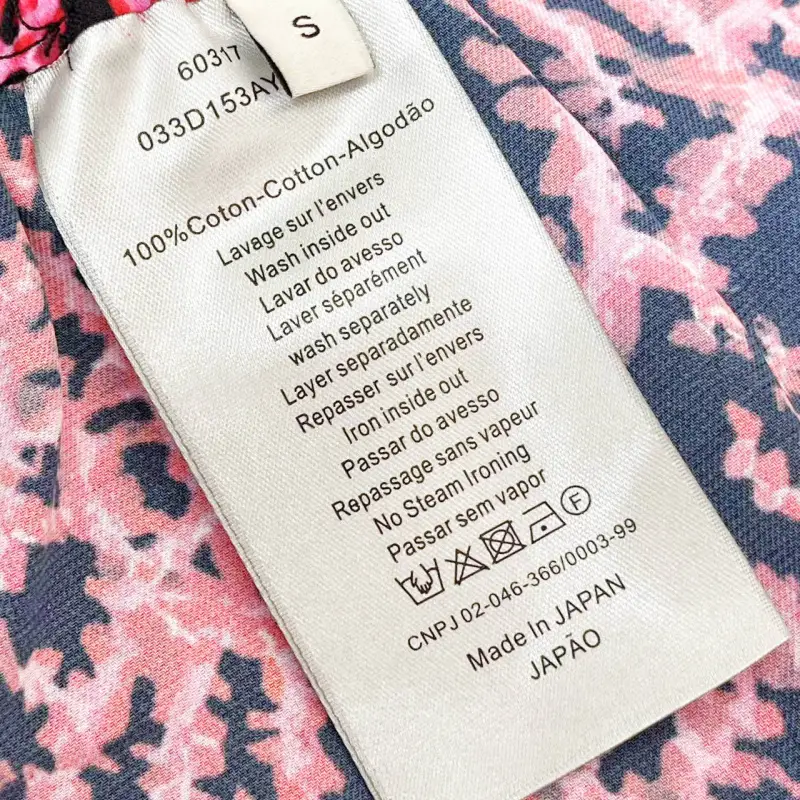 S
60317
033D153AY
100%Coton-Cotton-Algodão
Lavage sur l'envers
Wash inside out
Lavar do avesso
Laver séparément
wash separately
Layer separadamente
Repasser sur l'envers
Iron inside out
Passar do avesso
Repassage sans vapeur
No Steam Ironing
Passar sem vapor
F
CNPJ 02-046-366/0003-99
Made In JAPAN
JAPÃO